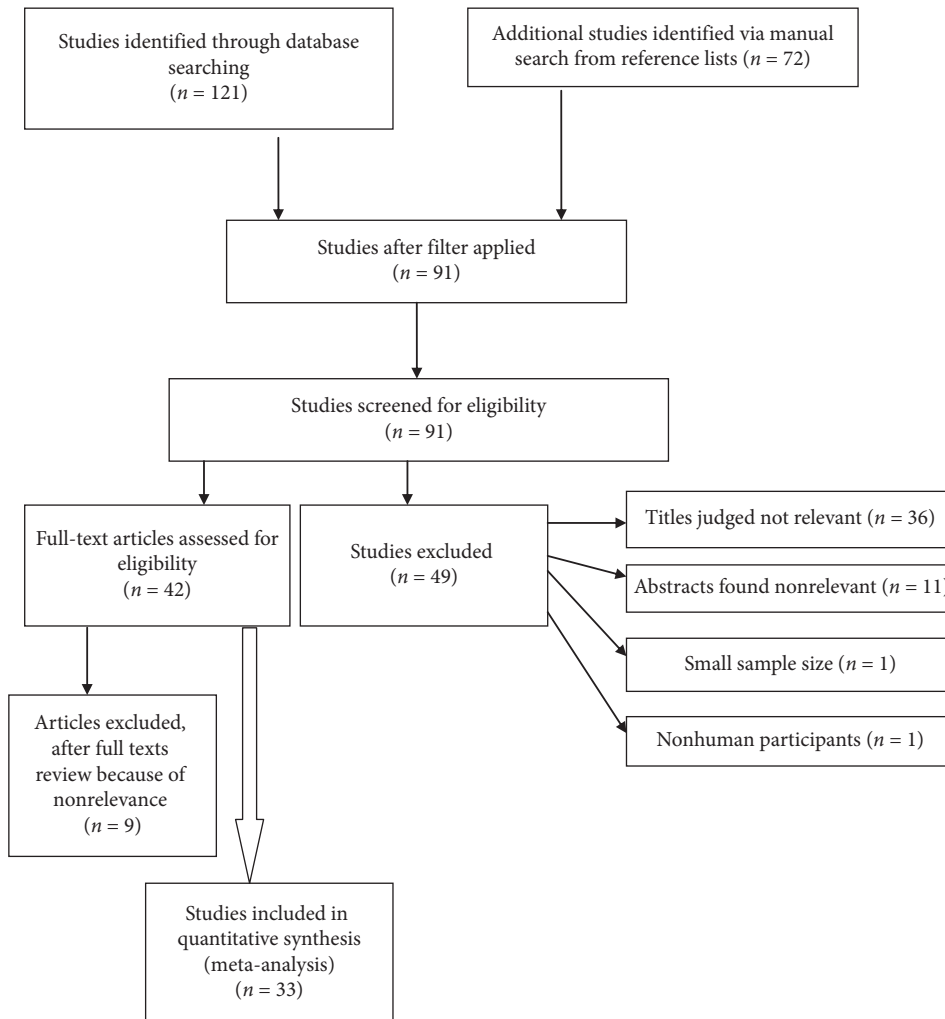 Studies identified through database
searching
(n = 121)
Additional studies identified via manual
search from reference lists (n = 72)
Studies after filter applied
(n = 91)
Studies screened for eligibility
(n = 91)
Full-text articles assessed for
eligibility
(n = 42)
Studies excluded
(n = 49)
Titles judged not relevant (n = 36)
Abstracts found nonrelevant (n = 11)
Small sample size (n = 1)
Nonhuman participants (n = 1)
Articles excluded,
after full texts
review because of
nonrelevance
(n = 9)
Studies included in
quantitative synthesis
(meta-analysis)
(n = 33)